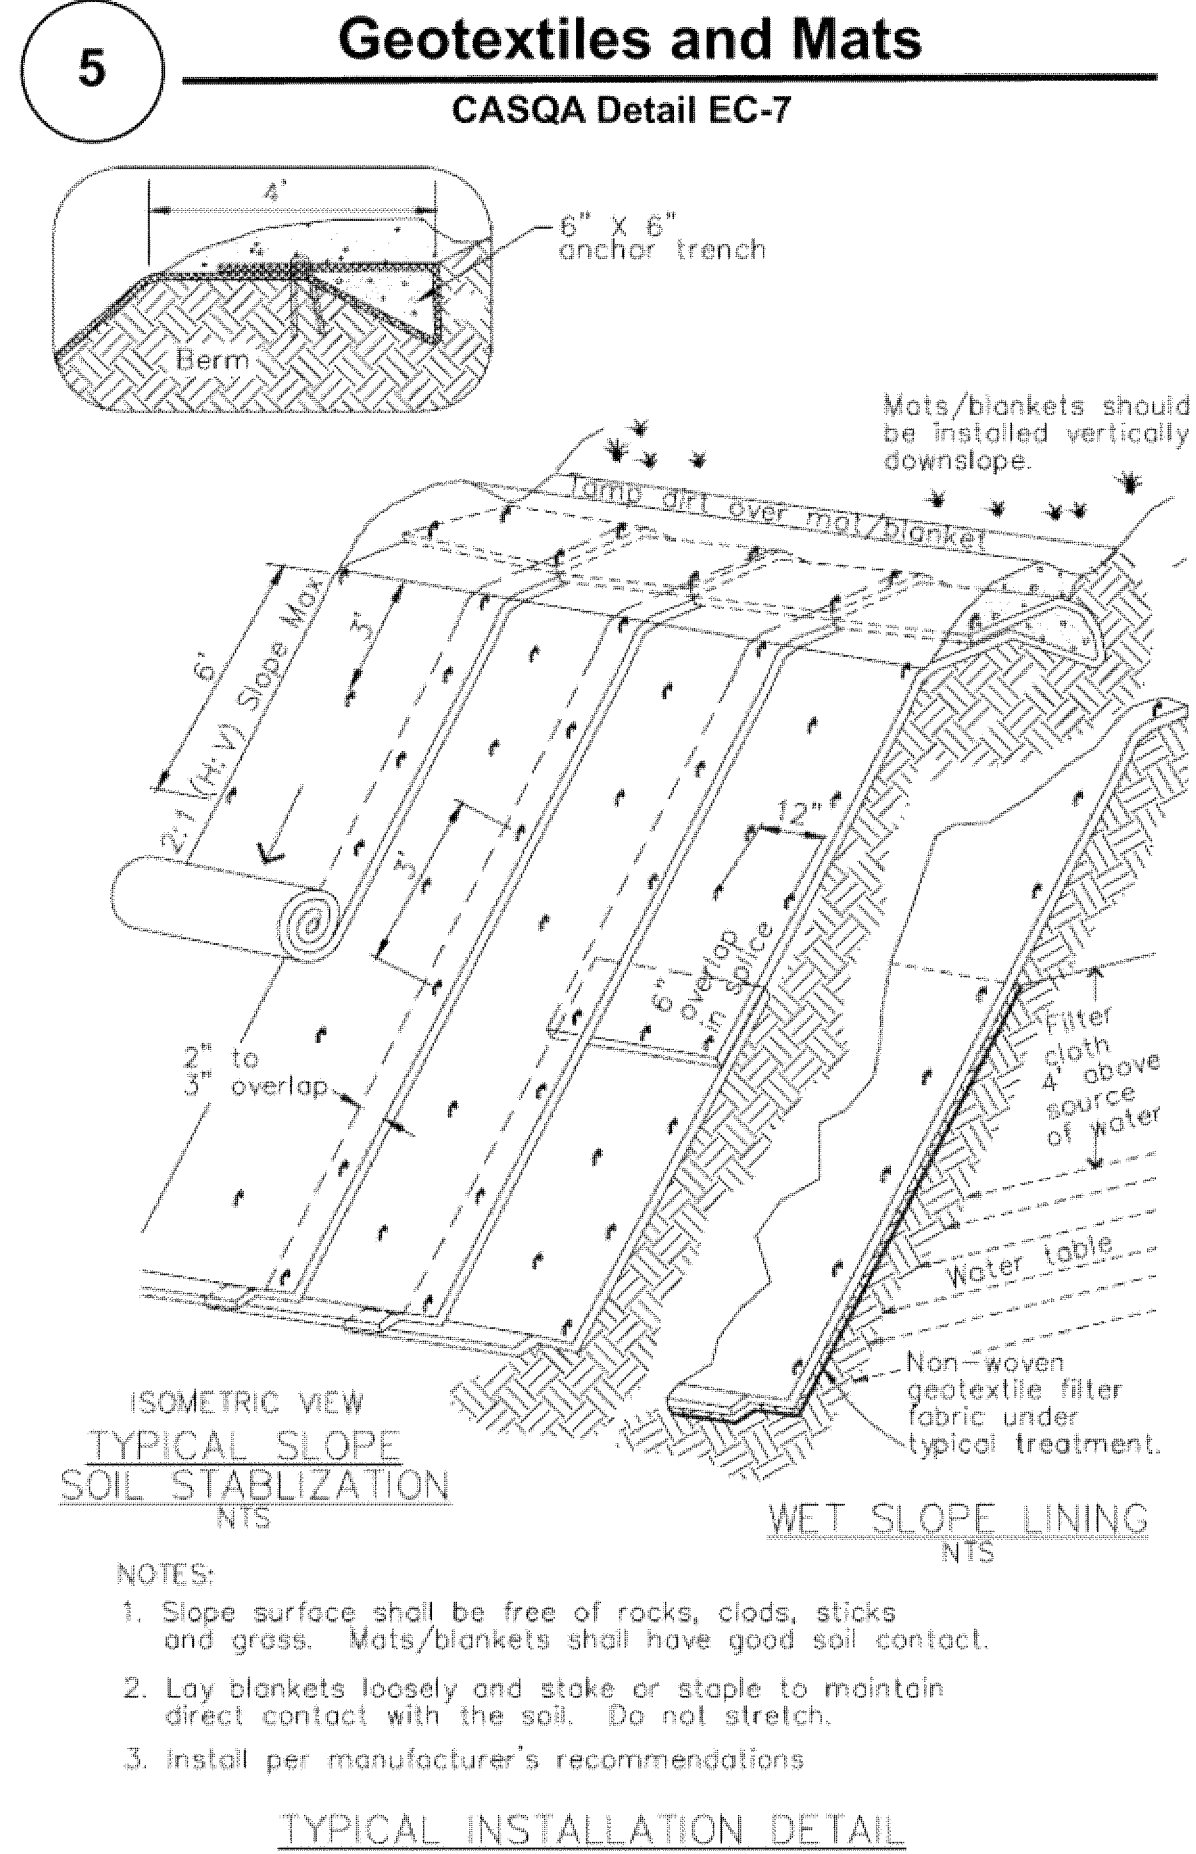 5
Geotextiles and Mats
CASQA Detail EC-7
4'
6" X 6"
anchor trench
Berm
Mats/blankets should
be installed vertically
downslope.
Tamp dirt over mat/blanket
2:1 (H:V) Slope Max.
6'
3'
3'
12"
6"
overlap
in splice
2" to
3" overlap
Filter
cloth
4' above
source
of water
Water table
Non-woven
geotextile filter
fabric under
typical treatment.
ISOMETRIC VIEW
TYPICAL SLOPE
SOIL STABLIZATION
NTS
WET SLOPE LINING
NTS
NOTES:
1. Slope surface shall be free of rocks, clods, sticks
and grass. Mats/blankets shall have good soil contact.
2. Lay blankets loosely and stake or staple to maintain
direct contact with the soil. Do not stretch.
3. Install per manufacturer's recommendations
TYPICAL INSTALLATION DETAIL